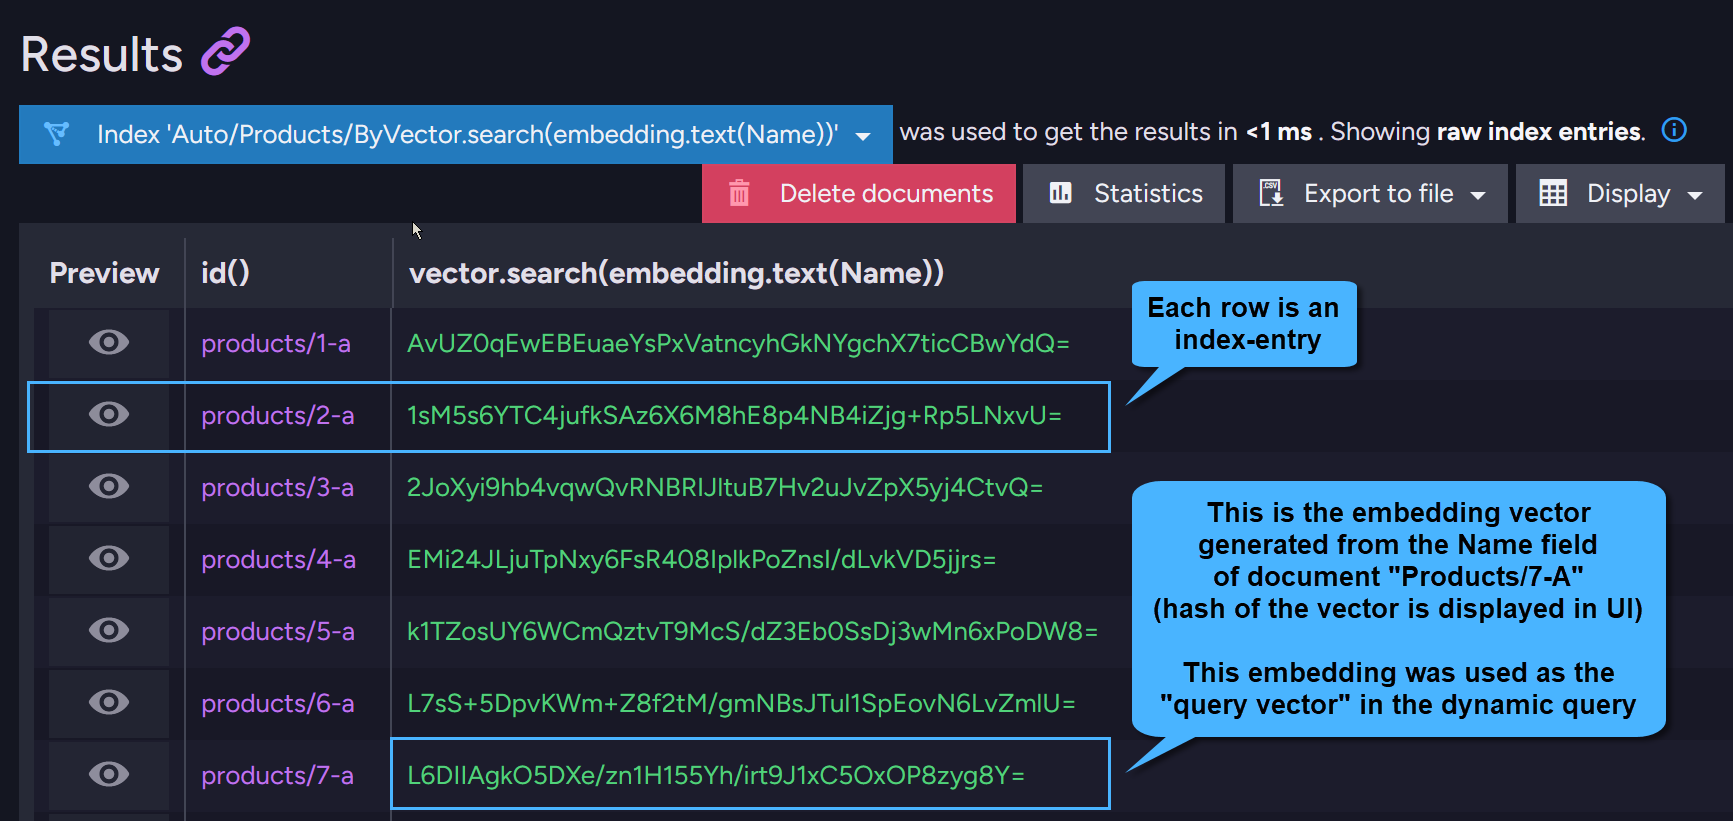 Results
Index 'Auto/Products/ByVector.search(embedding.text(Name))' was used to get the results in <1 ms . Showing raw index entries.
Delete documents Statistics Export to file Display
Preview id() vector.search(embedding.text(Name))
Each row is an
index-entry
products/1-a AvUZ0qEwEBEuaeYsPxVatncyhGkNYgchX7ticCBwYdQ=
products/2-a 1sM5s6YTC4jufkSAz6X6M8hE8p4NB4iZjg+Rp5LNxvU=
products/3-a 2JoXyi9hb4vqwQvRNBRIJltuB7Hv2uJvZpX5yj4CtvQ=
products/4-a EMi24JLjuTpNxy6FsR408IplkPoZnsI/dLvkVD5jjrs=
products/5-a k1TZosUY6WCmQztvT9McS/dZ3Eb0SsDj3wMn6xPoDW8=
products/6-a L7sS+5DpvKWm+Z8f2tM/gmNBsJTul1SpEovN6LvZmlU=
products/7-a L6DIIAgkO5DXe/zn1H155Yh/irt9J1xC5OxOP8zyg8Y=
This is the embedding vector
generated from the Name field
of document "Products/7-A"
(hash of the vector is displayed in UI)
This embedding was used as the
"query vector" in the dynamic query